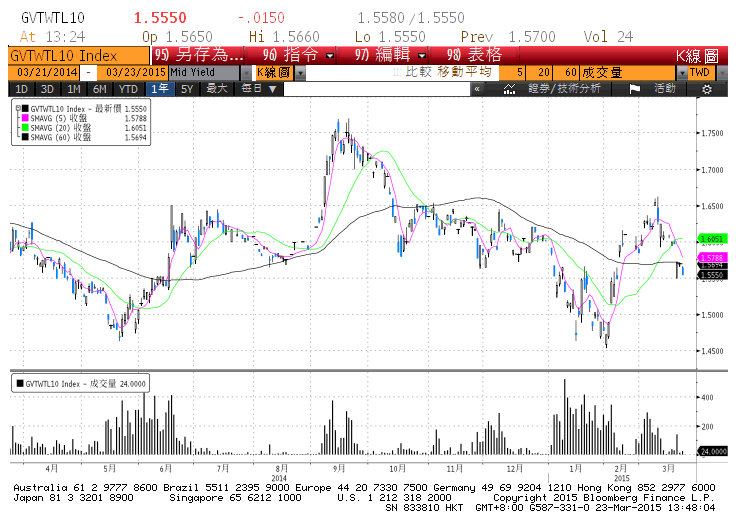 GVTWTL10 1.5550 -.0150 1.5580/1.5550
At 13:24 Op 1.5650 Hi 1.5660 Lo 1.5550 Prev 1.5700 Vol 24
GVTWTL10 Index 95) 另存為... 96) 指令 97) 編輯 98) 表格 K線圖
03/21/2014 - 03/23/2015 Mid Yield K線圖 比較 移動平均 5 20 60 成交量 TWD
1D 3D 1M 6M YTD 1年 5Y 最大 每日▼ « 證券/技術分析 活動
GVTWTL10 Index - 最新價 1.5550
SMAVG (5) 收盤 1.5788
SMAVG (20) 收盤 1.6051
SMAVG (60) 收盤 1.5694
1.7500
1.7000
1.6500
1.6051
1.5788
1.5694
1.5550
1.5000
1.4500
GVTWTL10 Index - 成交量 24.0000
400
200
24.0000
4月 5月 6月 7月 8月 9月 10月 11月 12月 1月 2月 3月
2014 2015
Australia 61 2 9777 8600 Brazil 5511 2395 9000 Europe 44 20 7330 7500 Germany 49 69 9204 1210 Hong Kong 852 2977 6000
Japan 81 3 3201 8900 Singapore 65 6212 1000 U.S. 1 212 318 2000 Copyright 2015 Bloomberg Finance L.P.
SN 833810 HKT GMT+8:00 G587-331-0 23-Mar-2015 13:48:04